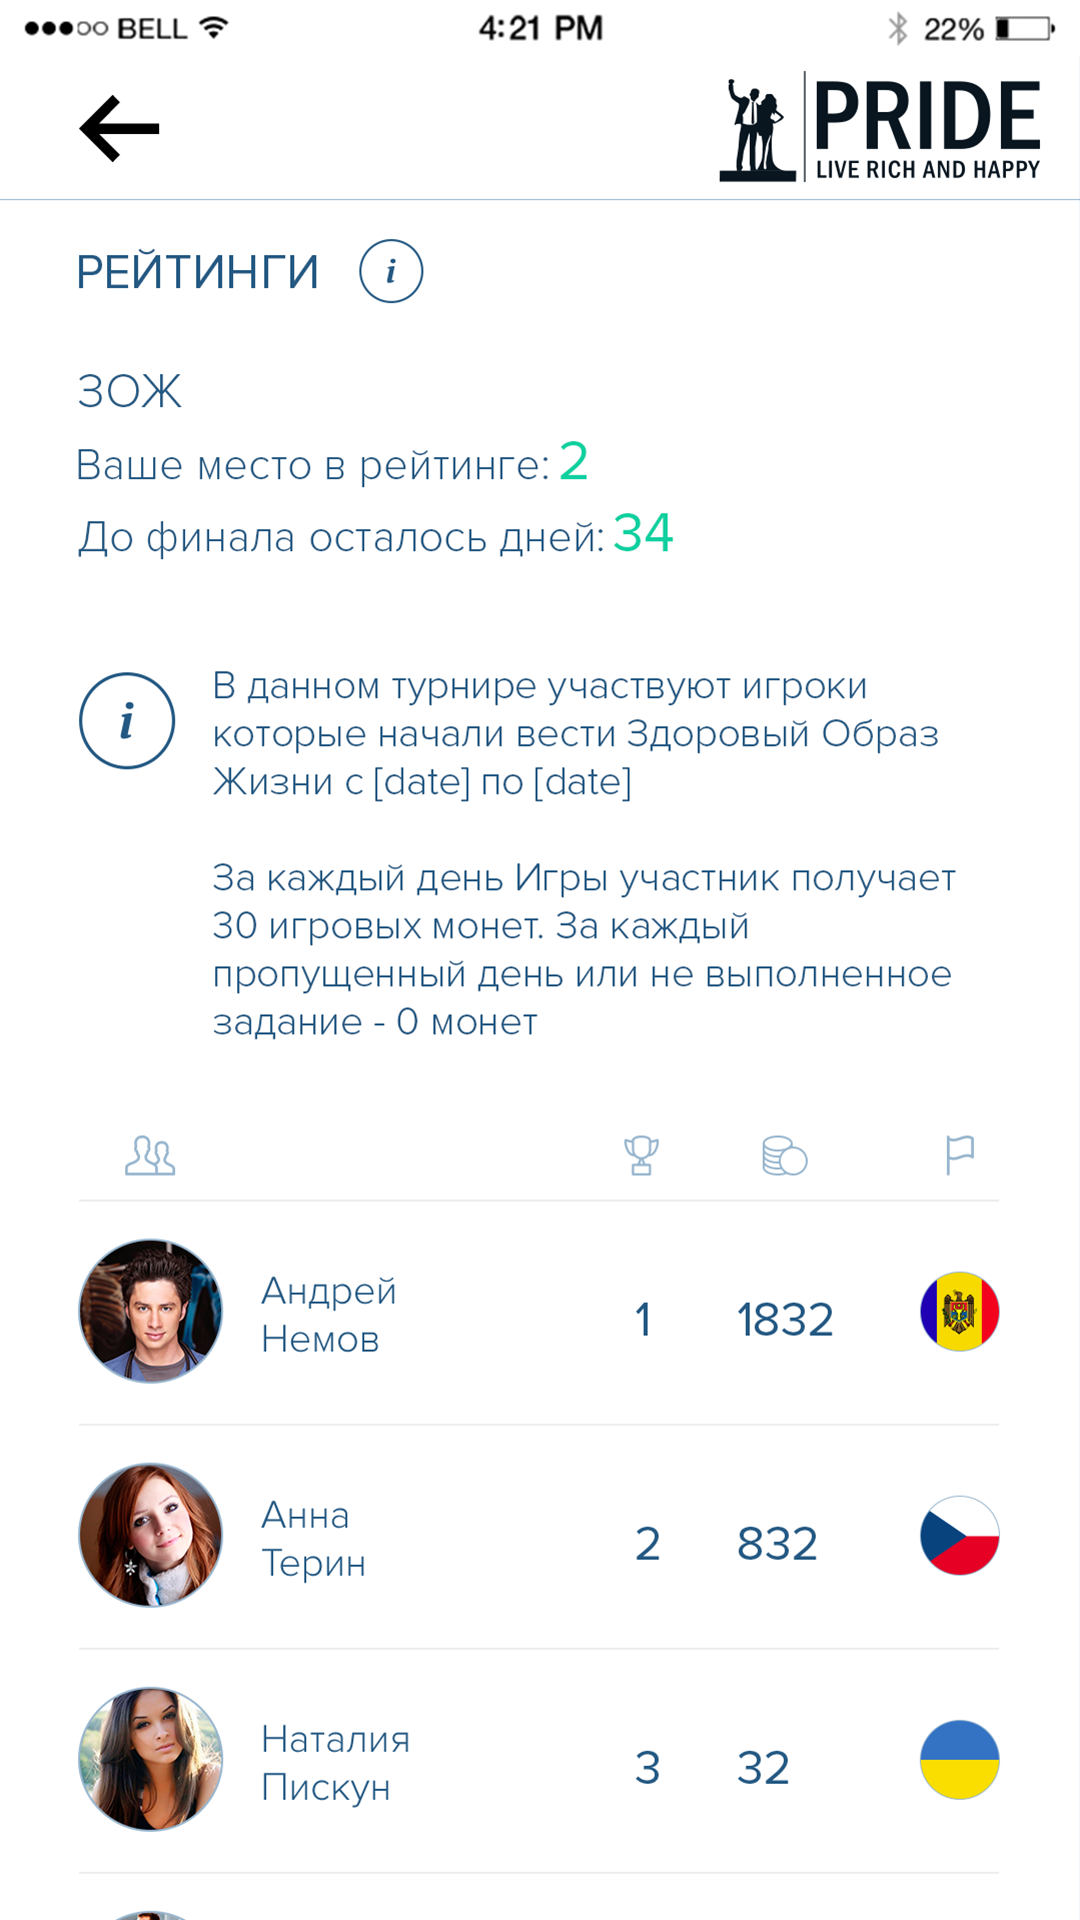 BELL 4:21 PM 22%
PRIDE
LIVE RICH AND HAPPY
РЕЙТИНГИ i
ЗОЖ
Ваше место в рейтинге: 2
До финала осталось дней: 34
i
В данном турнире участвуют игроки
которые начали вести Здоровый Образ
Жизни с [date] по [date]
За каждый день Игры участник получает
30 игровых монет. За каждый
пропущенный день или не выполненное
задание - 0 монет
Андрей
Немов
1 1832
Анна
Терин
2 832
Наталия
Пискун
3 32